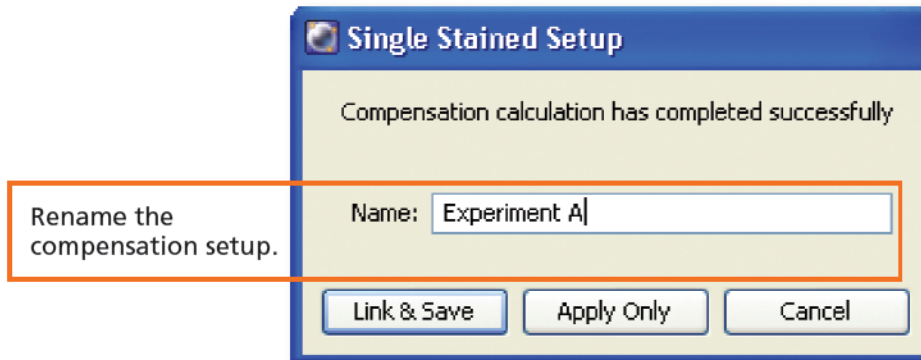 Single Stained Setup
Compensation calculation has completed successfully
Rename the
compensation setup.
Name: Experiment A
Link & Save Apply Only Cancel